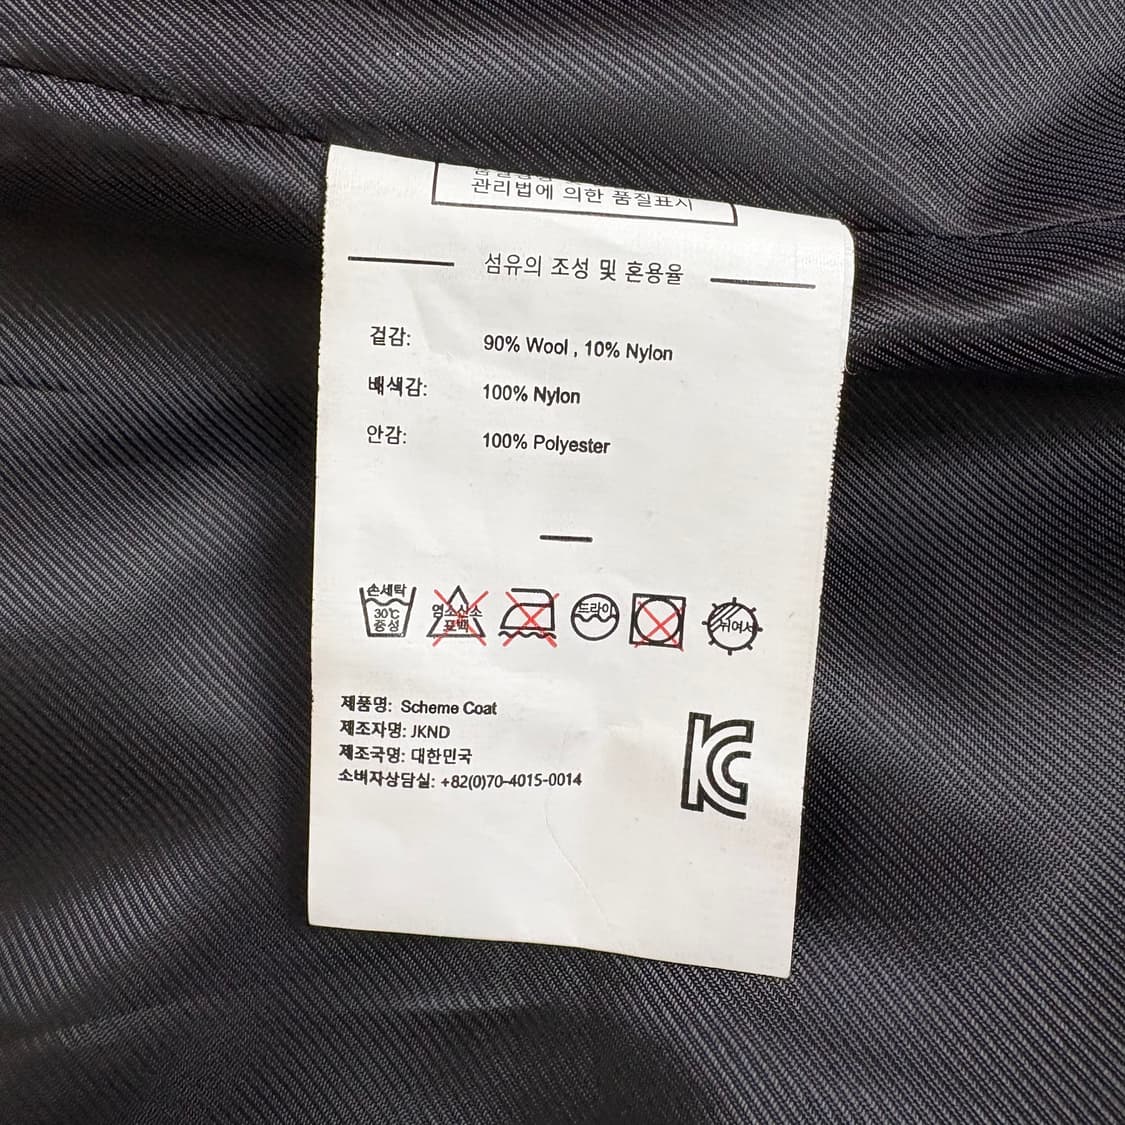 관리법에 의한 품질표시
섬유의 조성 및 혼용율
겉감: 90% Wool , 10% Nylon
배색감: 100% Nylon
안감: 100% Polyester
손세탁
30℃
중성
염소산소
표백
드라이
뉘여서
제품명: Scheme Coat
제조자명: JKND
제조국명: 대한민국
소비자상담실: +82(0)70-4015-0014
KC